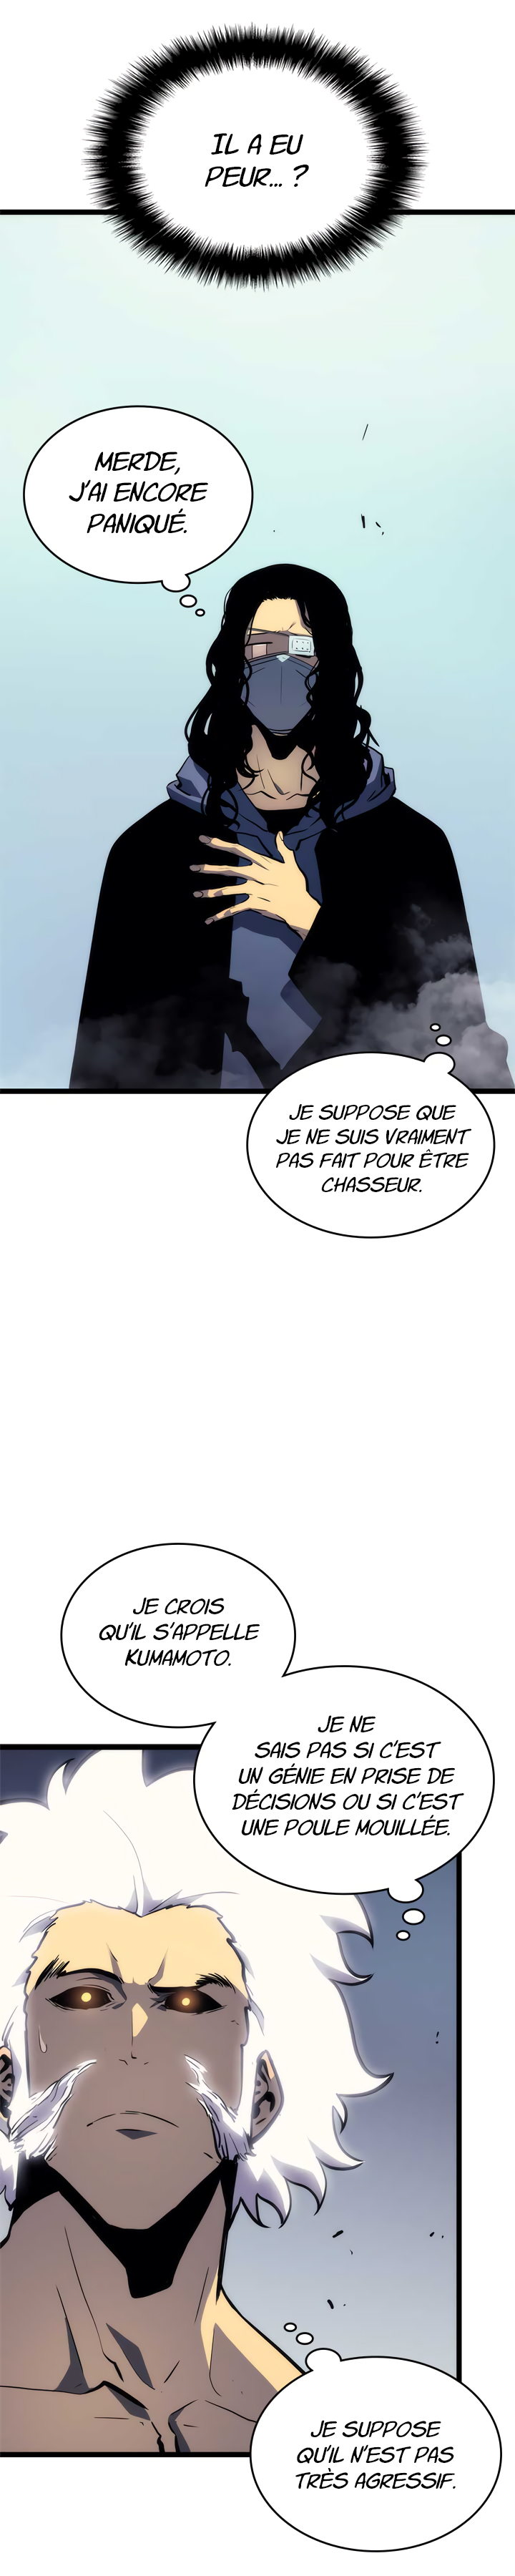 IL A EU
PEUR... ?
MERDE,
J'AI ENCORE
PANIQUÉ.
JE SUPPOSE QUE
JE NE SUIS VRAIMENT
PAS FAIT POUR ÊTRE
CHASSEUR.
JE CROIS
QU'IL S'APPELLE
KUMAMOTO.
JE NE
SAIS PAS SI C'EST
UN GÉNIE EN PRISE DE
DÉCISIONS OU SI C'EST
UNE POULE MOUILLÉE.
JE SUPPOSE
QU'IL N'EST PAS
TRÈS AGRESSIF.